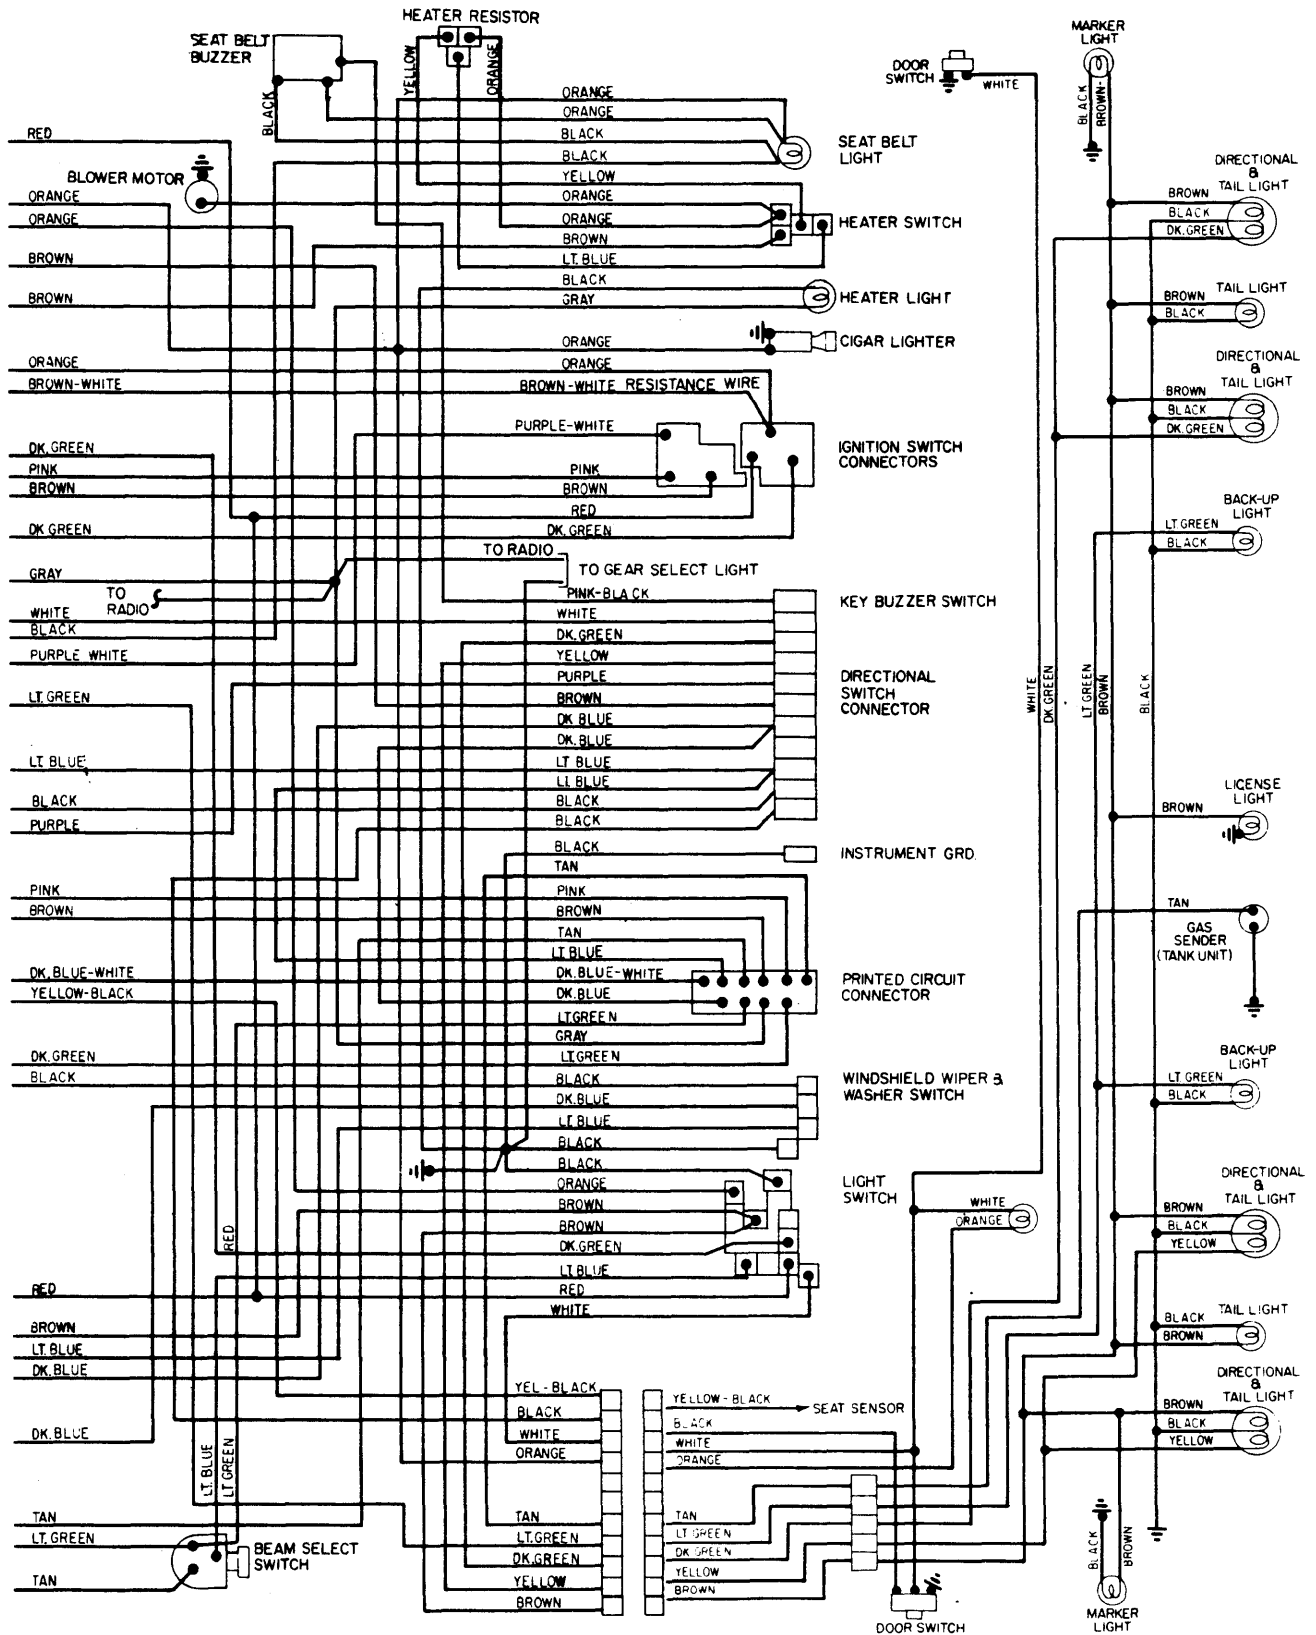 HEATER RESISTOR
SEAT BELT
BUZZER
YELLOW
ORANGE
BLACK
DOOR
SWITCH
WHITE
MARKER
LIGHT
BLACK
BROWN-
ORANGE
ORANGE
BLACK
BLACK
YELLOW
ORANGE
ORANGE
BROWN
LT.BLUE
BLACK
GRAY
ORANGE
ORANGE
BROWN-WHITE RESISTANCE WIRE
PURPLE-WHITE
PINK
BROWN
RED
DK.GREEN
TO RADIO
TO GEAR SELECT LIGHT
SEAT BELT
LIGHT
HEATER SWITCH
HEATER LIGHT
CIGAR LIGHTER
IGNITION SWITCH
CONNECTORS
RED
BLOWER MOTOR
ORANGE
ORANGE
BROWN
BROWN
ORANGE
BROWN-WHITE
DK.GREEN
PINK
BROWN
DK GREEN
GRAY
TO
RADIO
WHITE
BLACK
PURPLE WHITE
LT.GREEN
LT BLUE
BLACK
PURPLE
PINK
BROWN
DK.BLUE-WHITE
YELLOW-BLACK
DK.GREEN
BLACK
RED
RED
BROWN
LT.BLUE
DK.BLUE
DK.BLUE
LT.BLUE
LT.GREEN
TAN
LT.GREEN
TAN
BEAM SELECT
SWITCH
PINK-BLACK
WHITE
DK.GREEN
YELLOW
PURPLE
BROWN
DK BLUE
DK.BLUE
LT BLUE
LT.BLUE
BLACK
BLACK
BLACK
TAN
PINK
BROWN
TAN
LT BLUE
DK.BLUE-WHITE
DK.BLUE
LT.GREEN
GRAY
LT.GREEN
BLACK
DK.BLUE
LT.BLUE
BLACK
BLACK
ORANGE
BROWN
BROWN
DK.GREEN
LT.BLUE
RED
WHITE
KEY BUZZER SWITCH
DIRECTIONAL
SWITCH
CONNECTOR
INSTRUMENT GRD.
PRINTED CIRCUIT
CONNECTOR
WINDSHIELD WIPER &
WASHER SWITCH
LIGHT
SWITCH
WHITE
ORANGE
YEL-BLACK
BLACK
WHITE
ORANGE
TAN
LT.GREEN
DK.GREEN
YELLOW
BROWN
YELLOW-BLACK
SEAT SENSOR
BLACK
WHITE
ORANGE
TAN
LT GREEN
DK GREEN
YELLOW
BROWN
DOOR SWITCH
WHITE
DK.GREEN
LT GREEN
BROWN
BLACK
DIRECTIONAL
&
TAIL LIGHT
BROWN
BLACK
DK.GREEN
TAIL LIGHT
BROWN
BLACK
DIRECTIONAL
&
TAIL LIGHT
BROWN
BLACK
DK.GREEN
BACK-UP
LIGHT
LT.GREEN
BLACK
LICENSE
LIGHT
BROWN
TAN
GAS
SENDER
(TANK UNIT)
BACK-UP
LIGHT
LT.GREEN
BLACK
DIRECTIONAL
&
TAIL LIGHT
BROWN
BLACK
YELLOW
TAIL LIGHT
BLACK
BROWN
DIRECTIONAL
&
TAIL LIGHT
BROWN
BLACK
YELLOW
BLACK
BROWN
MARKER
LIGHT